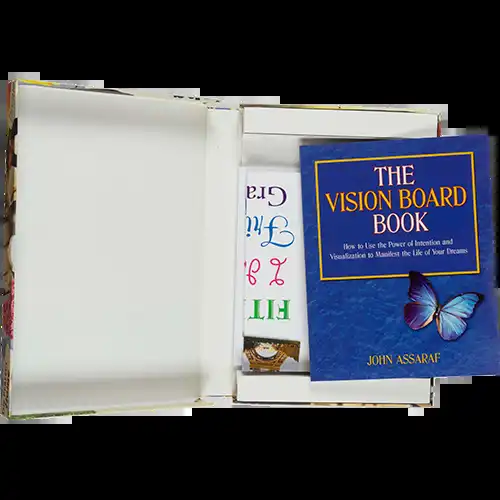 THE
VISION BOARD
BOOK
How to Use the Power of Intention and
Visualization to Manifest the Life of Your Dreams
JOHN ASSARAF